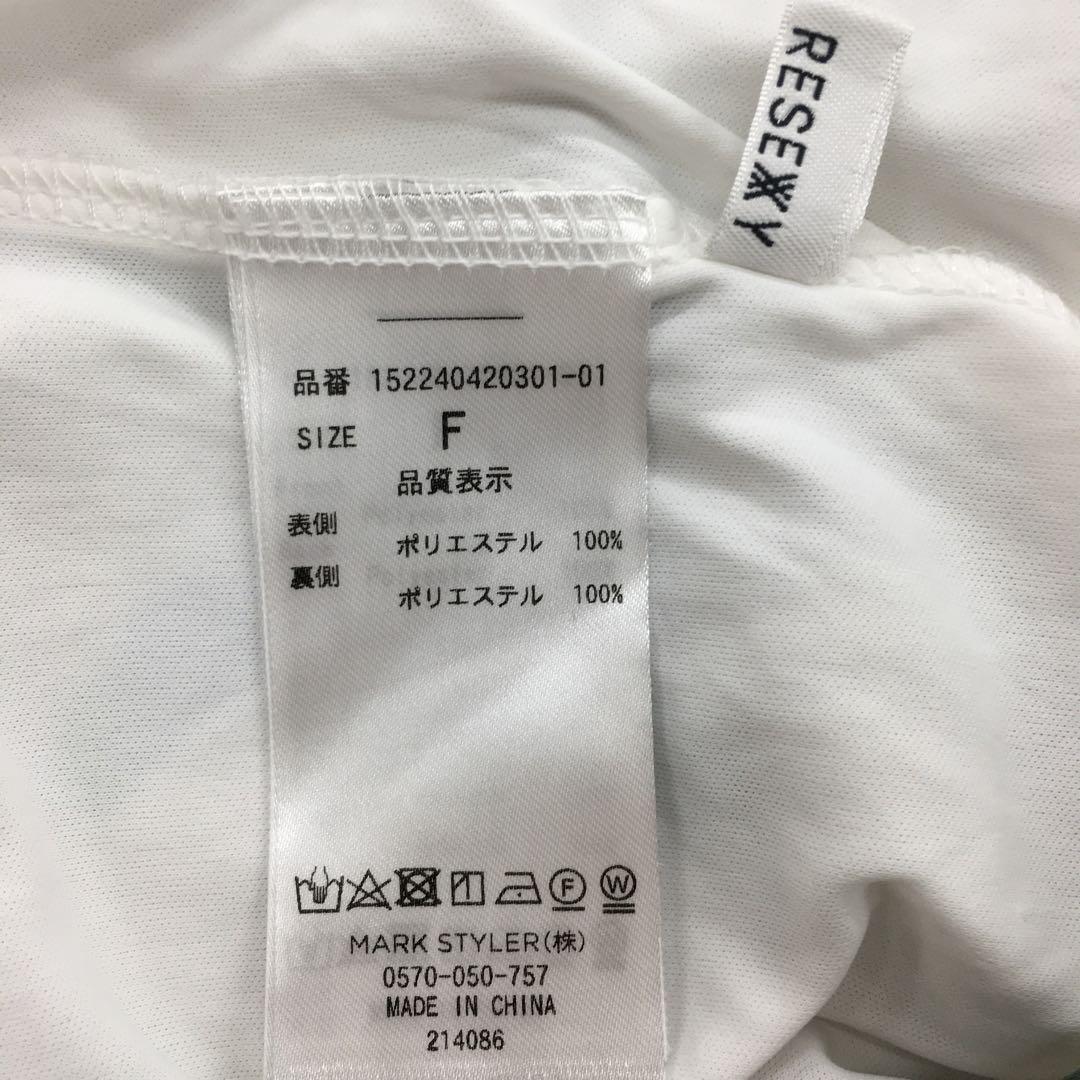 RESEXXY
品番 152240420301-01
SIZE F
品質表示
表側
ポリエステル 100%
裏側
ポリエステル 100%
F W
MARK STYLER(株)
0570-050-757
MADE IN CHINA
214086